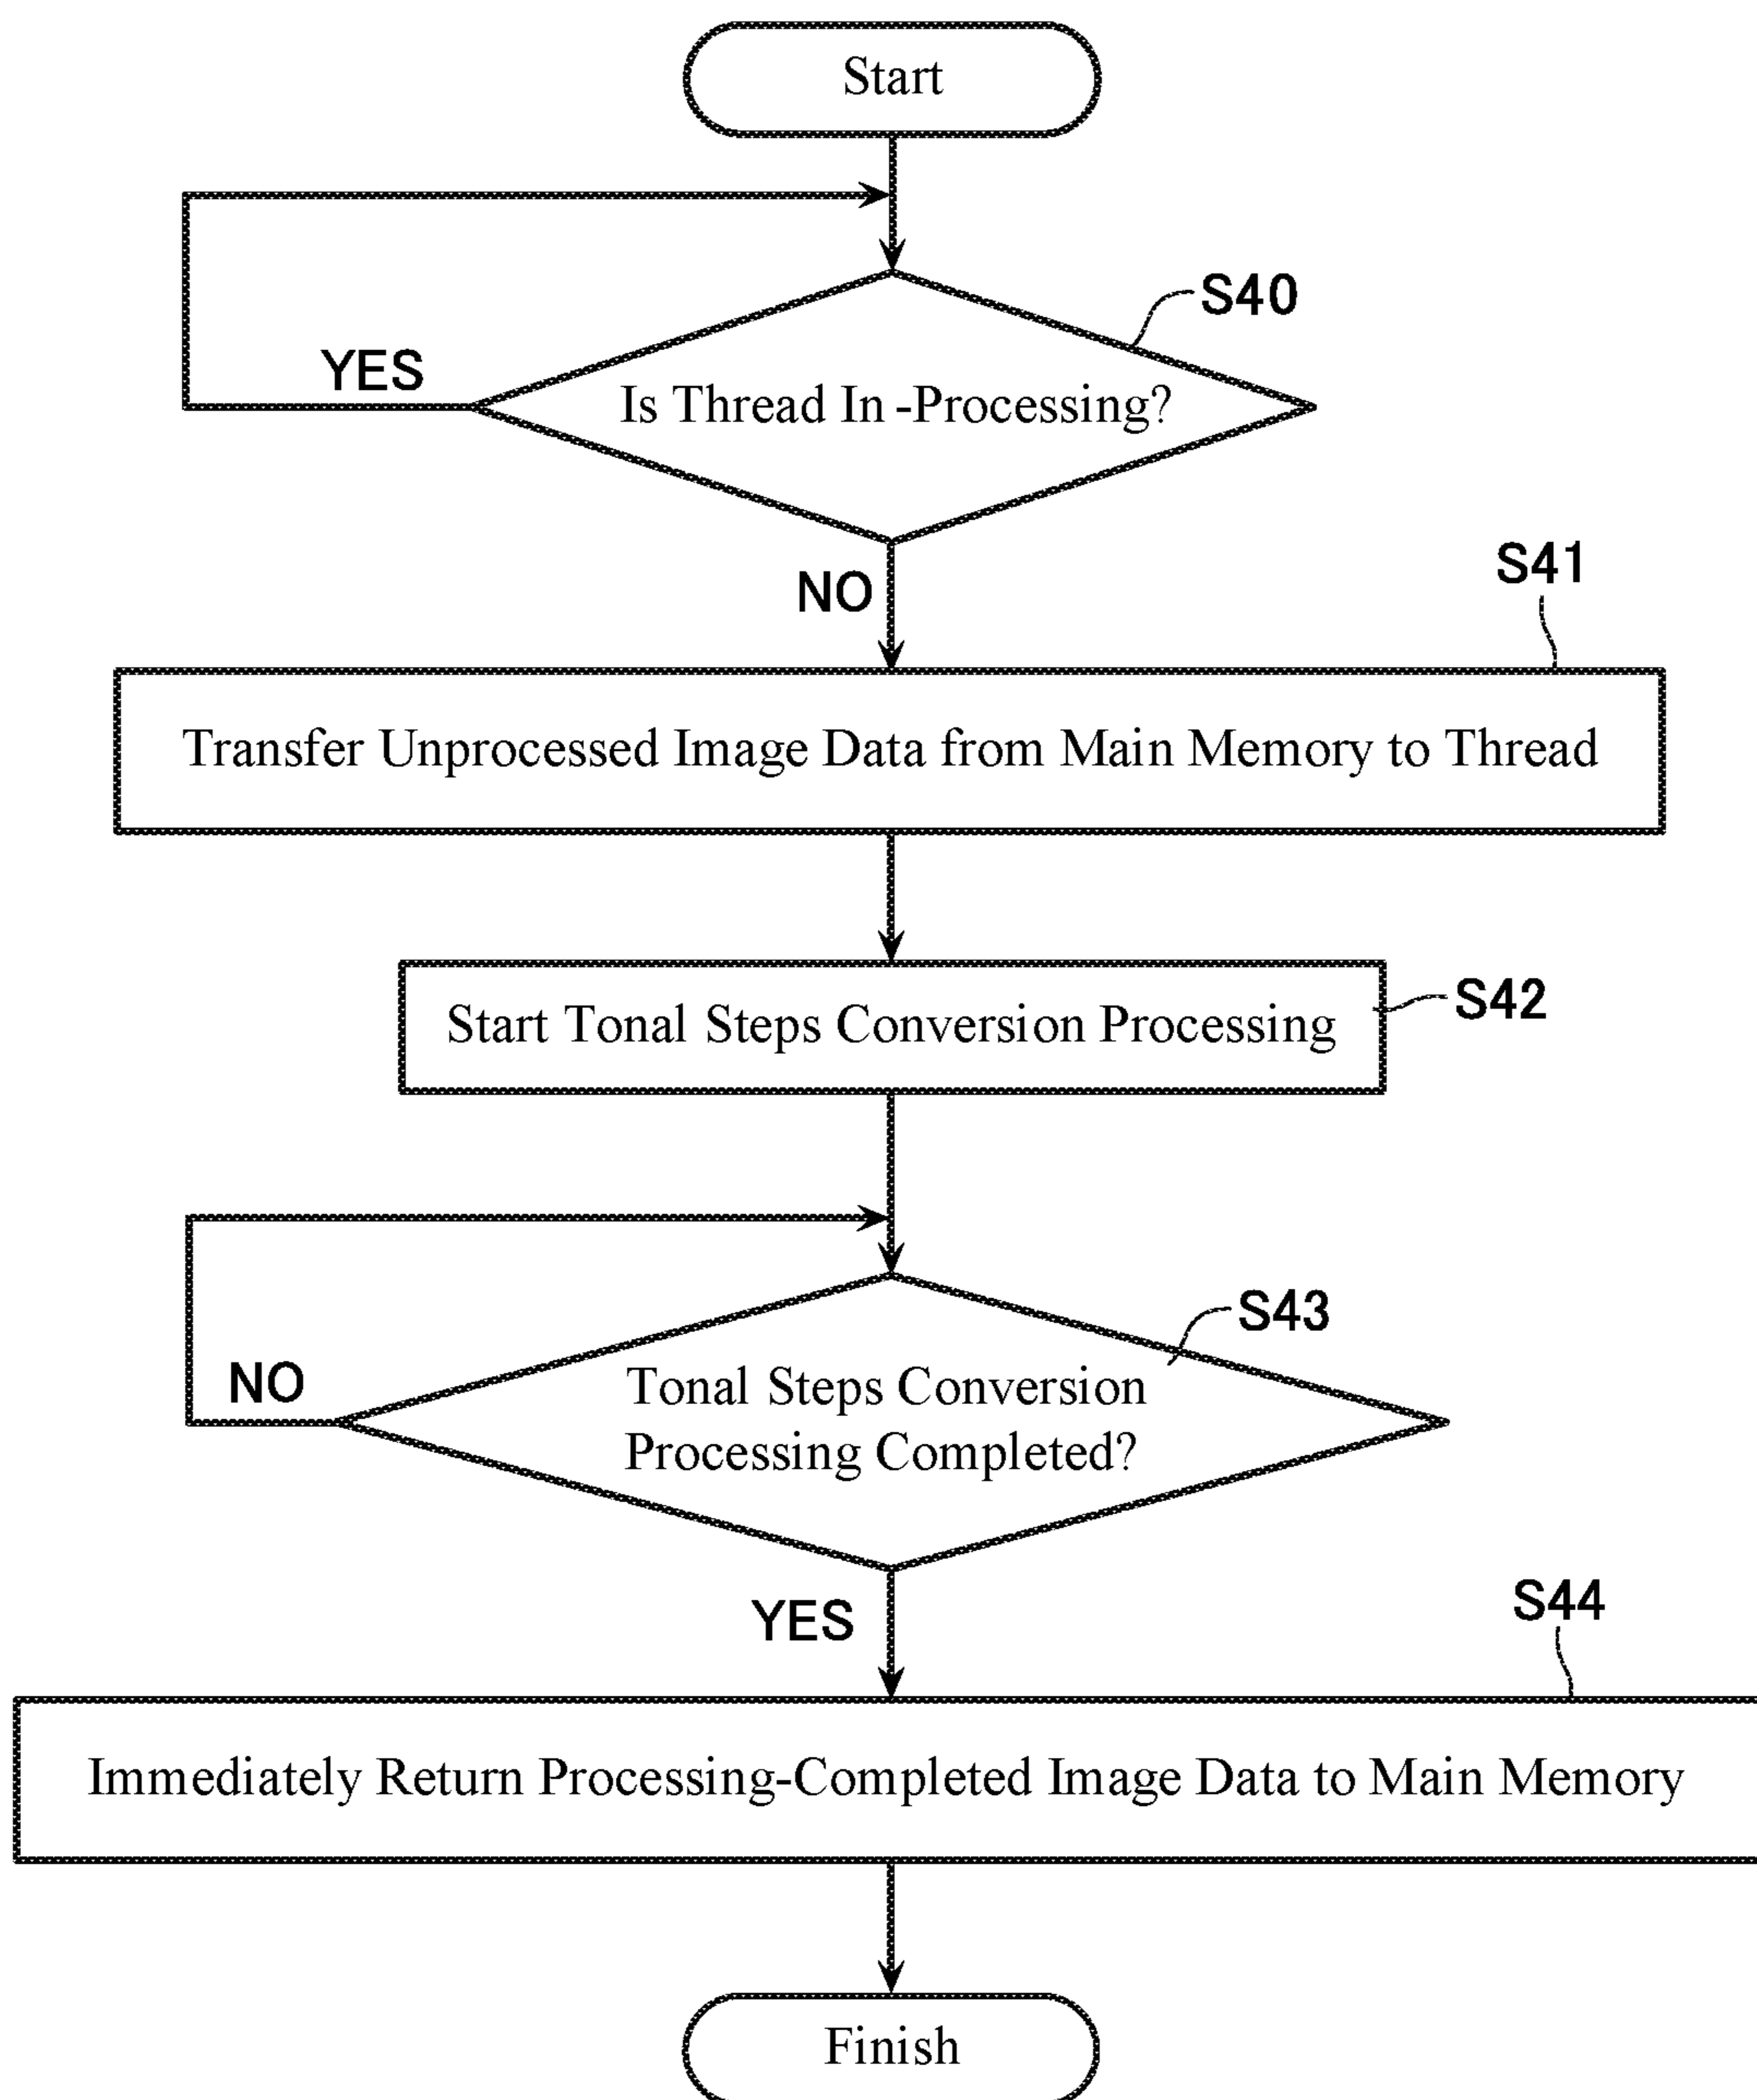 Start
S40
YES
Is Thread In-Processing?
NO
S41
Transfer Unprocessed Image Data from Main Memory to Thread
Start Tonal Steps Conversion Processing
S42
S43
NO
Tonal Steps Conversion
Processing Completed?
YES
S44
Immediately Return Processing-Completed Image Data to Main Memory
Finish